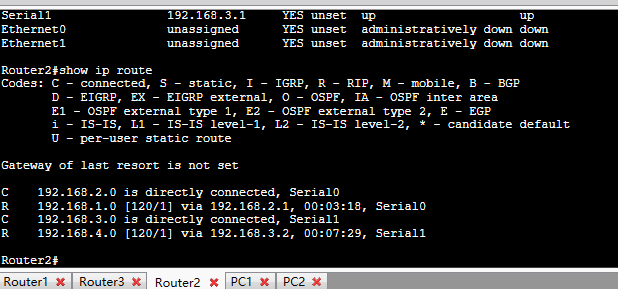 Serial1 192.168.3.1 YES unset up up
Ethernet0 unassigned YES unset administratively down down
Ethernet1 unassigned YES unset administratively down down
Router2#show ip route
Codes: C - connected, S - static, I - IGRP, R - RIP, M - mobile, B - BGP
D - EIGRP, EX - EIGRP external, O - OSPF, IA - OSPF inter area
E1 - OSPF external type 1, E2 - OSPF external type 2, E - EGP
i - IS-IS, L1 - IS-IS level-1, L2 - IS-IS level-2, * - candidate default
U - per-user static route
Gateway of last resort is not set
C 192.168.2.0 is directly connected, Serial0
R 192.168.1.0 [120/1] via 192.168.2.1, 00:03:18, Serial0
C 192.168.3.0 is directly connected, Serial1
R 192.168.4.0 [120/1] via 192.168.3.2, 00:07:29, Serial1
Router2#
Router1 Router3 Router2 PC1 PC2